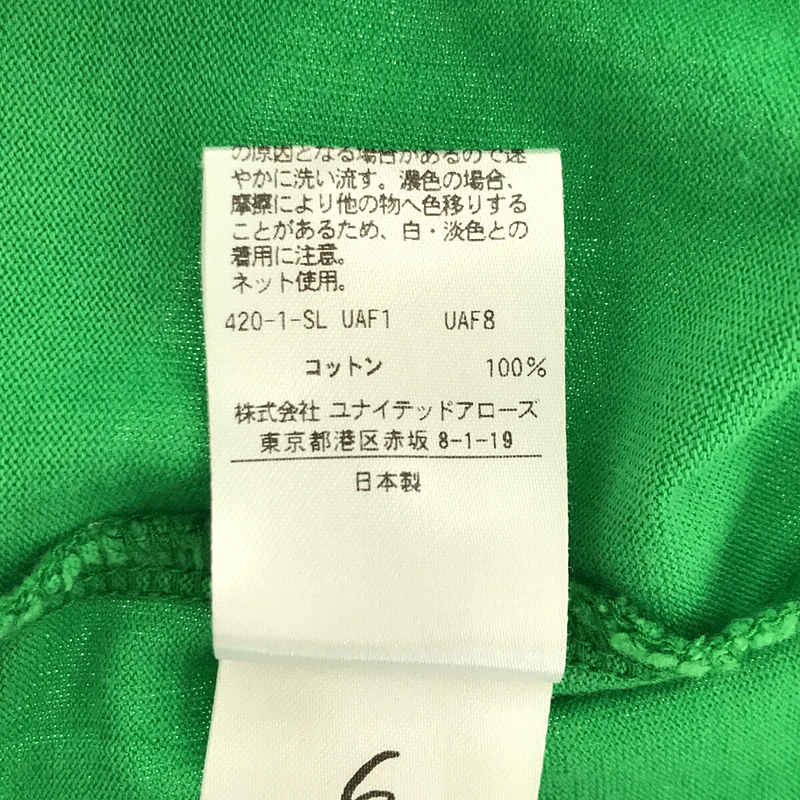 の原因となる場合があるので速
やかに洗い流す。濃色の場合、
摩擦により他の物へ色移りする
ことがあるため、白・淡色との
着用に注意。
ネット使用。
420-1-SL UAF1 UAF8
コットン 100%
株式会社 ユナイテッドアローズ
東京都港区赤坂 8-1-19
日本製
6